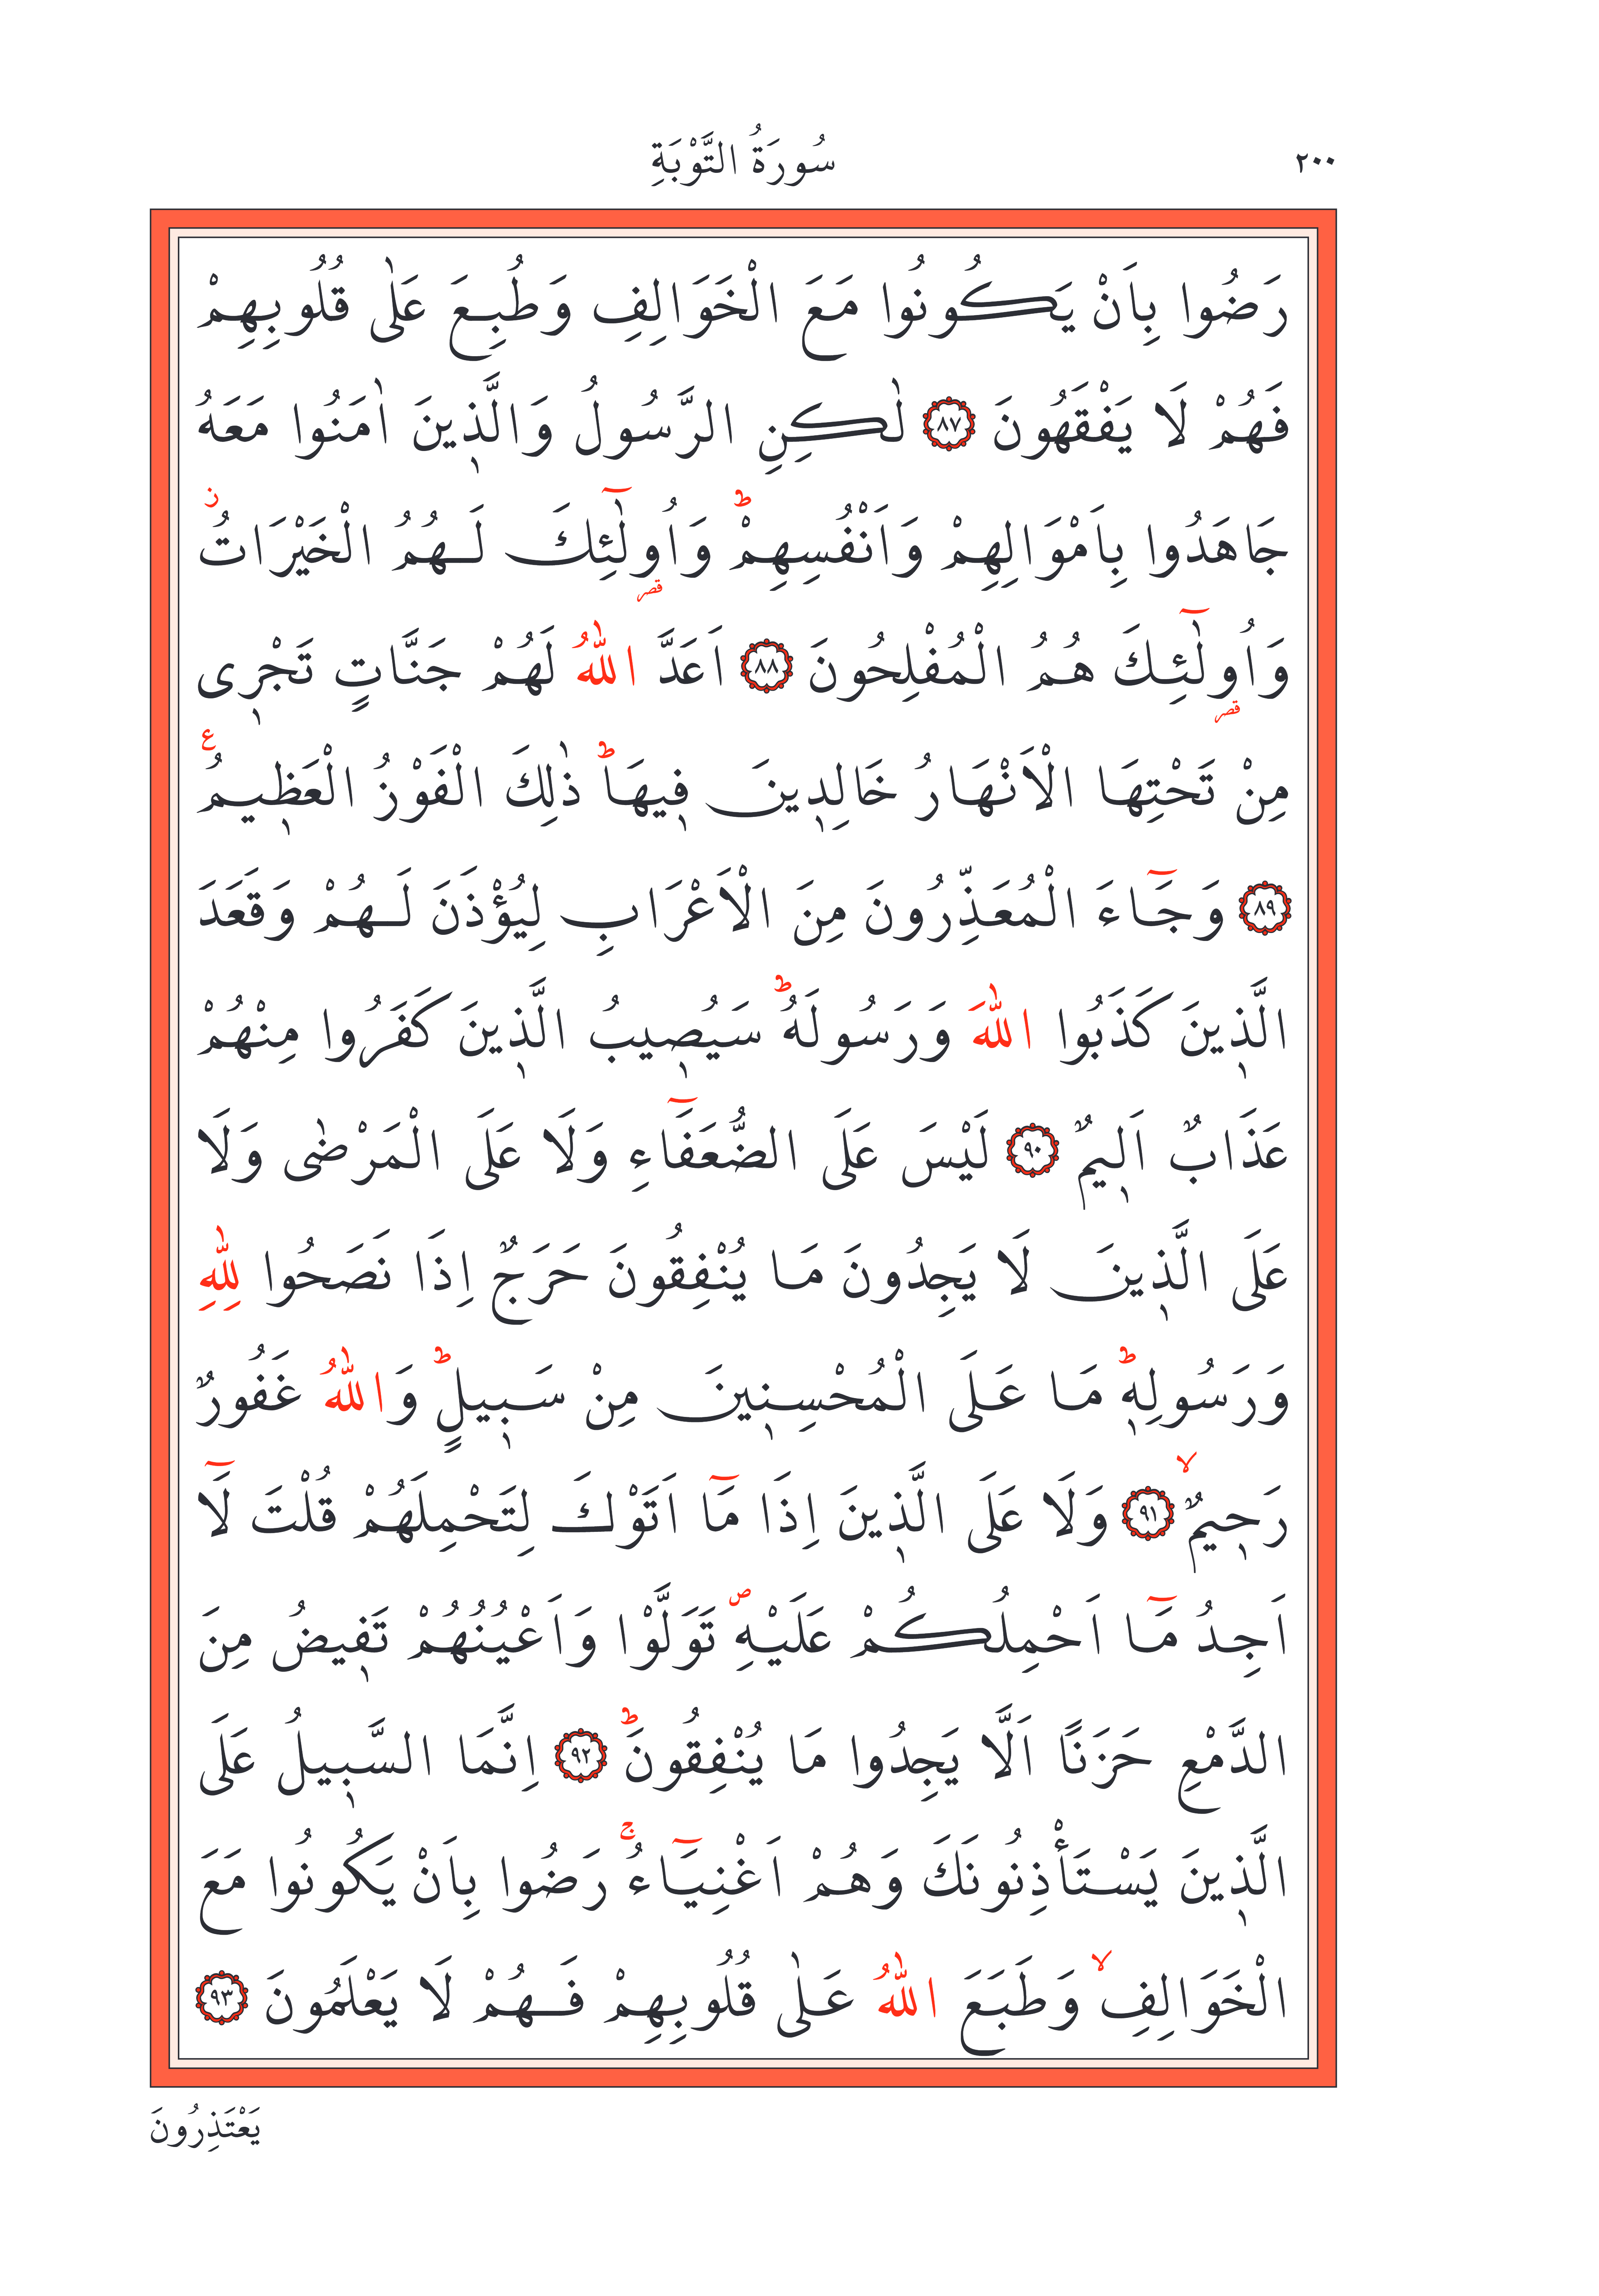 ٢٠٠
سُورَةُ التَّوْبَةِ
رَضُوا بِاَنْ يَكُونُوا مَعَ الْخَوَالِفِ وَطُبِعَ عَلٰى قُلُوبِهِمْ
فَهُمْ لَا يَفْقَهُونَ ﴿٨٧﴾ لٰكِنِ الرَّسُولُ وَالَّذ۪ينَ اٰمَنُوا مَعَهُ
جَاهَدُوا بِاَمْوَالِهِمْ وَاَنْفُسِهِمْۜ وَاُو۬لٰٓئِكَ لَهُمُ الْخَيْرَاتُۘ
وَاُو۬لٰٓئِكَ هُمُ الْمُفْلِحُونَ ﴿٨٨﴾ اَعَدَّ اللّٰهُ لَهُمْ جَنَّاتٍ تَجْر۪ى
مِنْ تَحْتِهَا الْاَنْهَارُ خَالِد۪ينَ ف۪يهَاۜ ذٰلِكَ الْفَوْزُ الْعَظ۪يمُ۟
﴿٨٩﴾ وَجَٓاءَ الْمُعَذِّرُونَ مِنَ الْاَعْرَابِ لِيُؤْذَنَ لَهُمْ وَقَعَدَ
الَّذ۪ينَ كَذَبُوا اللّٰهَ وَرَسُولَهُۜ سَيُص۪يبُ الَّذ۪ينَ كَفَرُوا مِنْهُمْ
عَذَابٌ اَل۪يمٌ ﴿٩٠﴾ لَيْسَ عَلَى الضُّعَفَٓاءِ وَلَا عَلَى الْمَرْضٰى وَلَا
عَلَى الَّذ۪ينَ لَا يَجِدُونَ مَا يُنْفِقُونَ حَرَجٌ اِذَا نَصَحُوا لِلّٰهِ
وَرَسُولِه۪ۜ مَا عَلَى الْمُحْسِن۪ينَ مِنْ سَب۪يلٍۜ وَاللّٰهُ غَفُورٌ
رَح۪يمٌۙ ﴿٩١﴾ وَلَا عَلَى الَّذ۪ينَ اِذَا مَٓا اَتَوْكَ لِتَحْمِلَهُمْ قُلْتَ لَٓا
اَجِدُ مَٓا اَحْمِلُكُمْ عَلَيْهِۖ تَوَلَّوْا وَاَعْيُنُهُمْ تَف۪يضُ مِنَ
الدَّمْعِ حَزَنًا اَلَّا يَجِدُوا مَا يُنْفِقُونَۜ ﴿٩٢﴾ اِنَّمَا السَّب۪يلُ عَلَى
الَّذ۪ينَ يَسْتَأْذِنُونَكَ وَهُمْ اَغْنِيَٓاءُۚ رَضُوا بِاَنْ يَكُونُوا مَعَ
الْخَوَالِفِۙ وَطَبَعَ اللّٰهُ عَلٰى قُلُوبِهِمْ فَهُمْ لَا يَعْلَمُونَ ﴿٩٣﴾
يَعْتَذِرُونَ